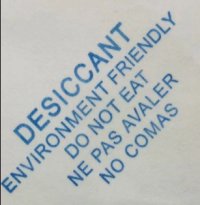 DESICCANT
ENVIRONMENT FRIENDLY
DO NOT EAT
NE PAS AVALER
NO COMAS